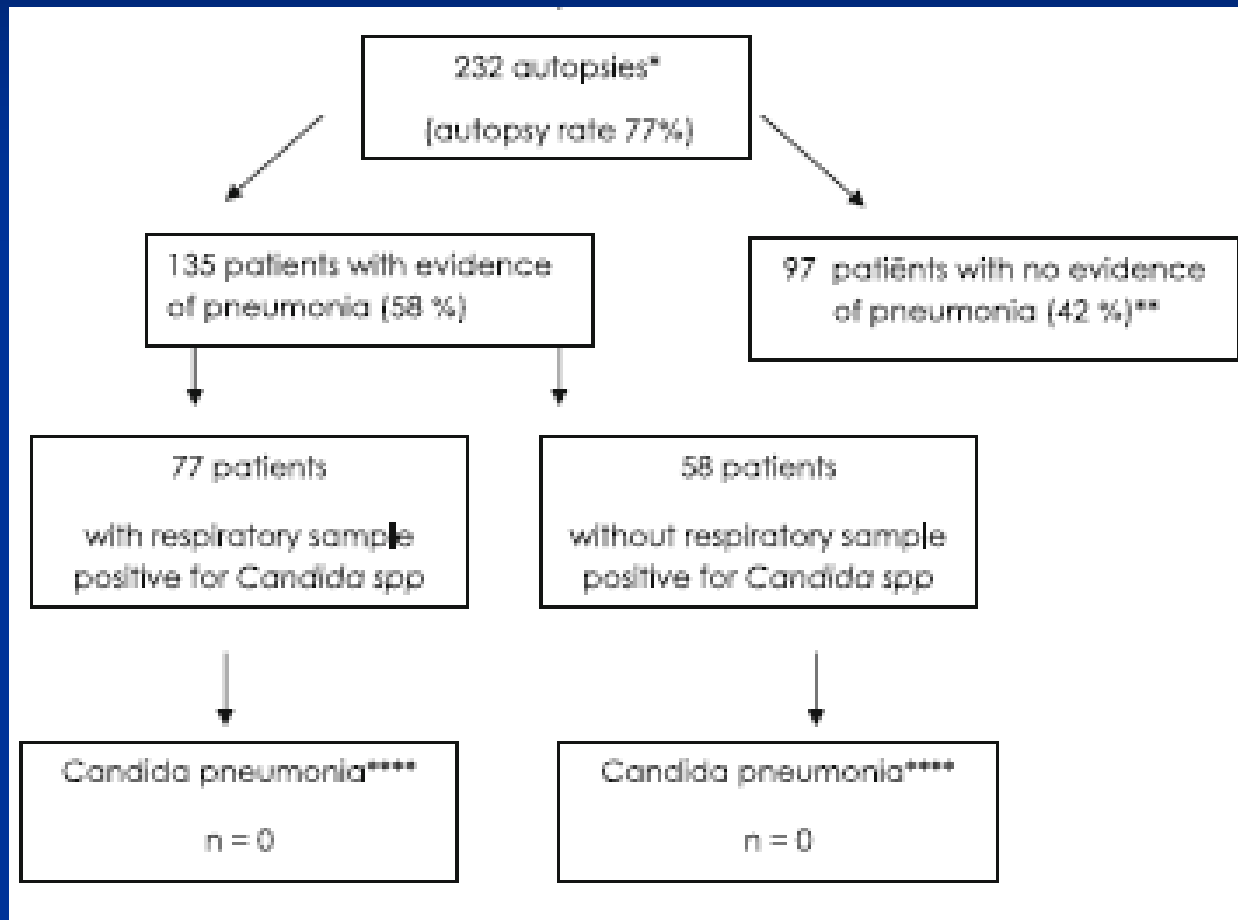 232 autopsies*
(autopsy rate 77%)
135 patients with evidence
of pneumonia (58 %)
97 patiënts with no evidence
of pneumonia (42 %)**
77 patients
with respiratory sample
positive for Candida spp
58 patients
without respiratory sample
positive for Candida spp
Candida pneumonia****
n = 0
Candida pneumonia****
n = 0